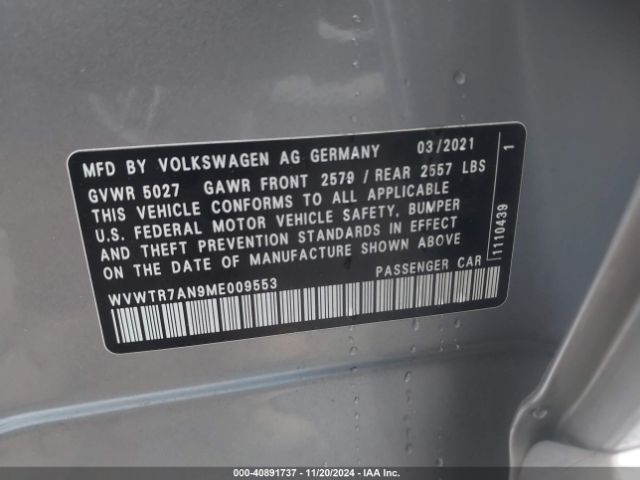 MFD BY VOLKSWAGEN AG GERMANY 03/2021
GVWR 5027 GAWR FRONT 2579 / REAR 2557 LBS
THIS VEHICLE CONFORMS TO ALL APPLICABLE
U.S. FEDERAL MOTOR VEHICLE SAFETY, BUMPER
AND THEFT PREVENTION STANDARDS IN EFFECT
ON THE DATE OF MANUFACTURE SHOWN ABOVE
WVWTR7AN9ME009553 PASSENGER CAR
1110439 1
000-40891737 - 11/20/2024 - IAAI.com